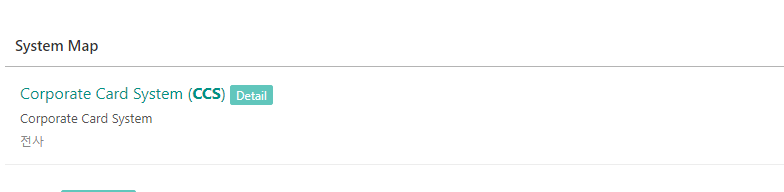 System Map
Corporate Card System (CCS) Detail
Corporate Card System
전사